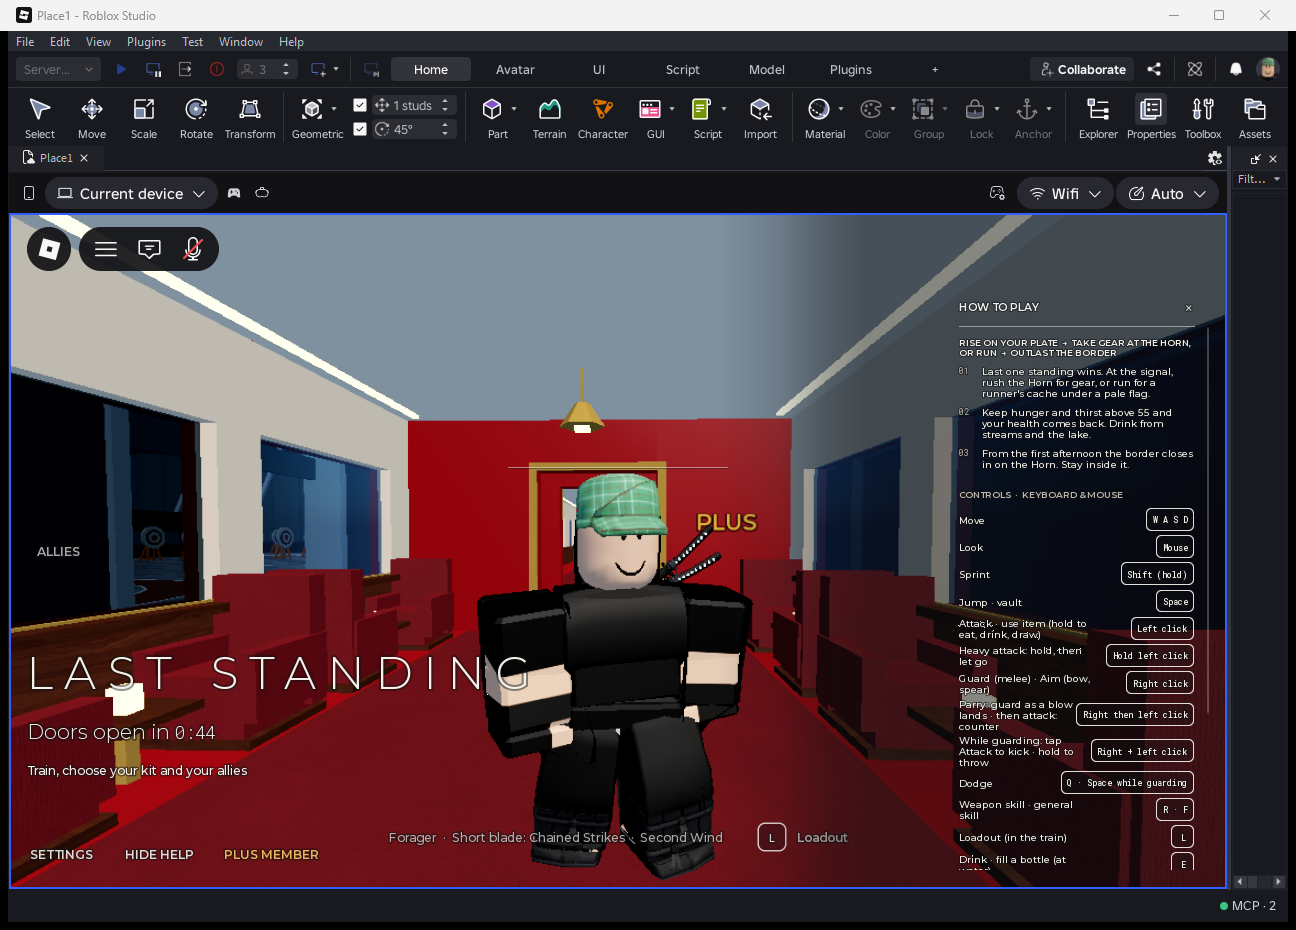 Place1 - Roblox Studio
File Edit View Plugins Test Window Help
Server... 3 Home Avatar UI Script Model Plugins + Collaborate
1 studs
45°
Select Move Scale Rotate Transform Geometric Part Terrain Character GUI Script Import Material Color Group Lock Anchor Explorer Properties Toolbox Assets
Place1
Filt...
Current device Wifi Auto
HOW TO PLAY ×
RISE ON YOUR PLATE → TAKE GEAR AT THE HORN,
OR RUN → OUTLAST THE BORDER
01 Last one standing wins. At the signal,
rush the Horn for gear, or run for a
runner's cache under a pale flag.
02 Keep hunger and thirst above 55 and
your health comes back. Drink from
streams and the lake.
03 From the first afternoon the border closes
in on the Horn. Stay inside it.
CONTROLS · KEYBOARD & MOUSE
Move W A S D
Look Mouse
Sprint Shift (hold)
Jump · vault Space
Attack · use item (hold to
eat, drink, draw) Left click
Heavy attack: hold, then
let go Hold left click
Guard (melee) · Aim (bow,
spear) Right click
Parry: guard as a blow
lands · then attack:
counter Right then left click
While guarding: tap
Attack to kick · hold to
throw Right + left click
Dodge Q · Space while guarding
Weapon skill · general
skill R · F
Loadout (in the train) L
Drink · fill a bottle (at
water) E
PLUS
ALLIES
LAST STANDING
Doors open in 0:44
Train, choose your kit and your allies
Forager · Short blade: Chained Strikes · Second Wind L Loadout
SETTINGS HIDE HELP PLUS MEMBER
MCP · 2